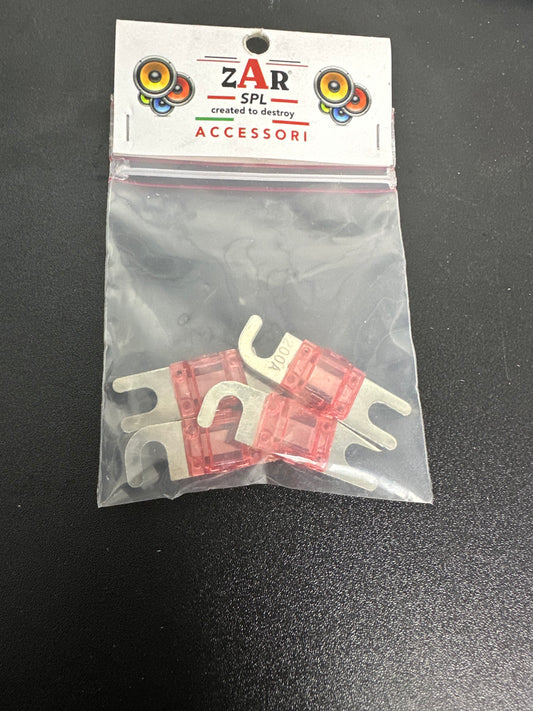 ZAR®
SPL
created to destroy
ACCESSORI
200A